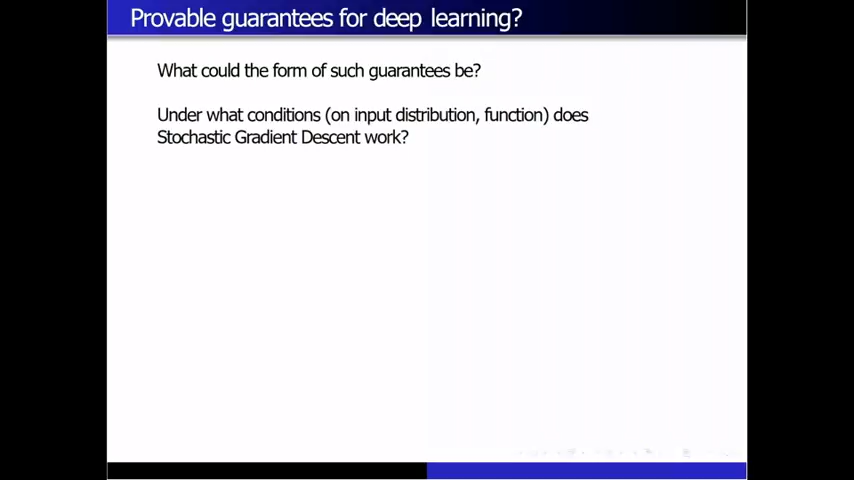 Provable guarantees for deep learning?
What could the form of such guarantees be?
Under what conditions (on input distribution, function) does
Stochastic Gradient Descent work?